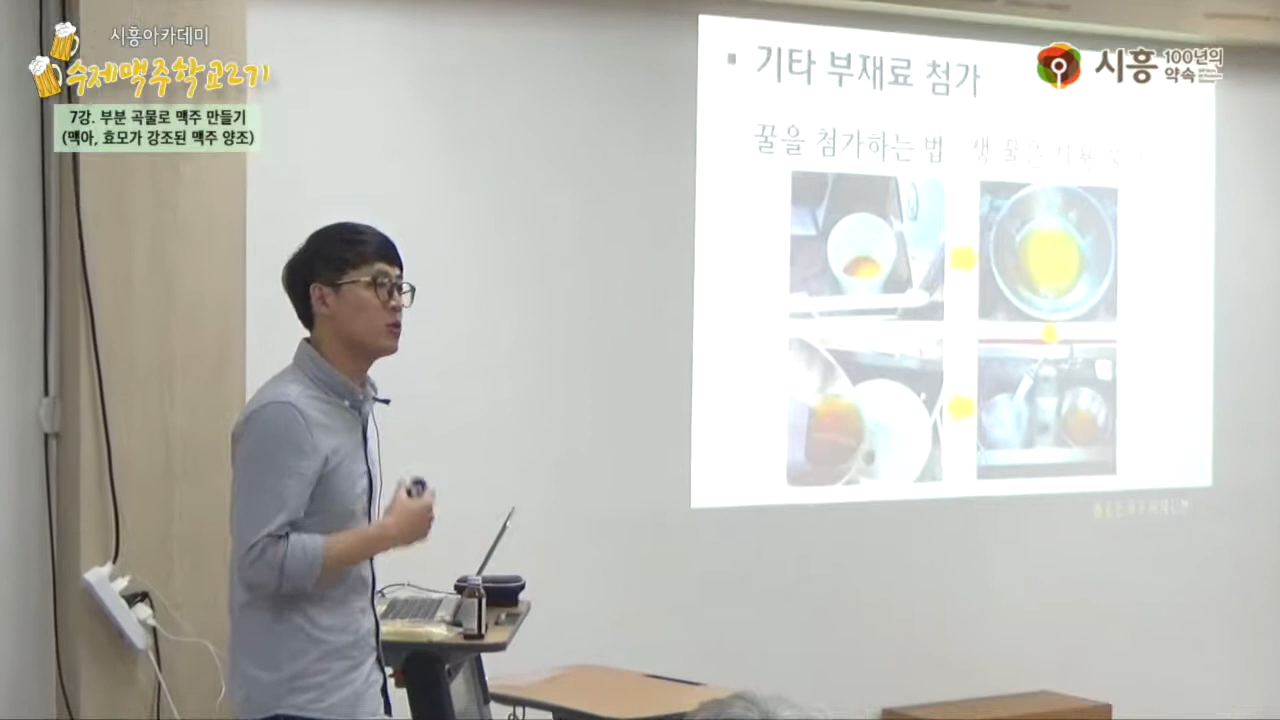 시흥아카데미
수제맥주학교2기
7강. 부분 곡물로 맥주 만들기
(맥아, 효모가 강조된 맥주 양조)
시흥 100년의
약속
기타 부재료 첨가
꿀을 첨가하는 법 생 꿀을